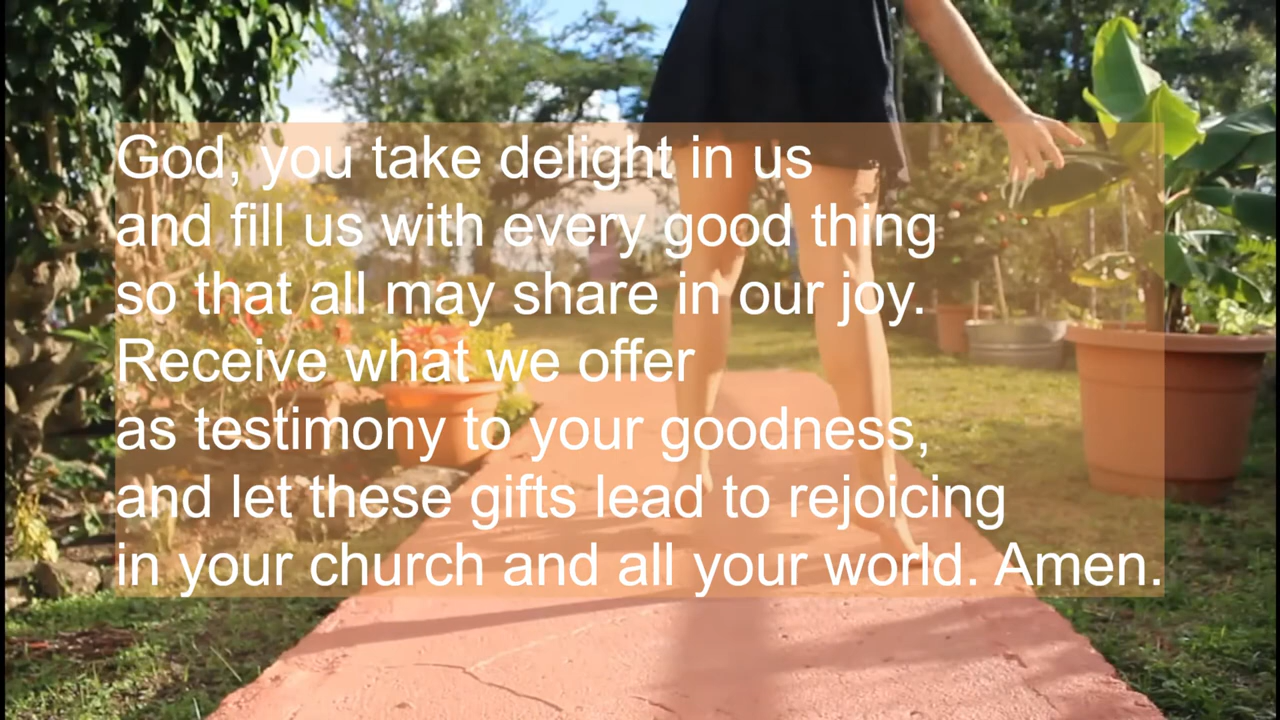 God, you take delight in us
and fill us with every good thing
so that all may share in our joy.
Receive what we offer
as testimony to your goodness,
and let these gifts lead to rejoicing
in your church and all your world. Amen.